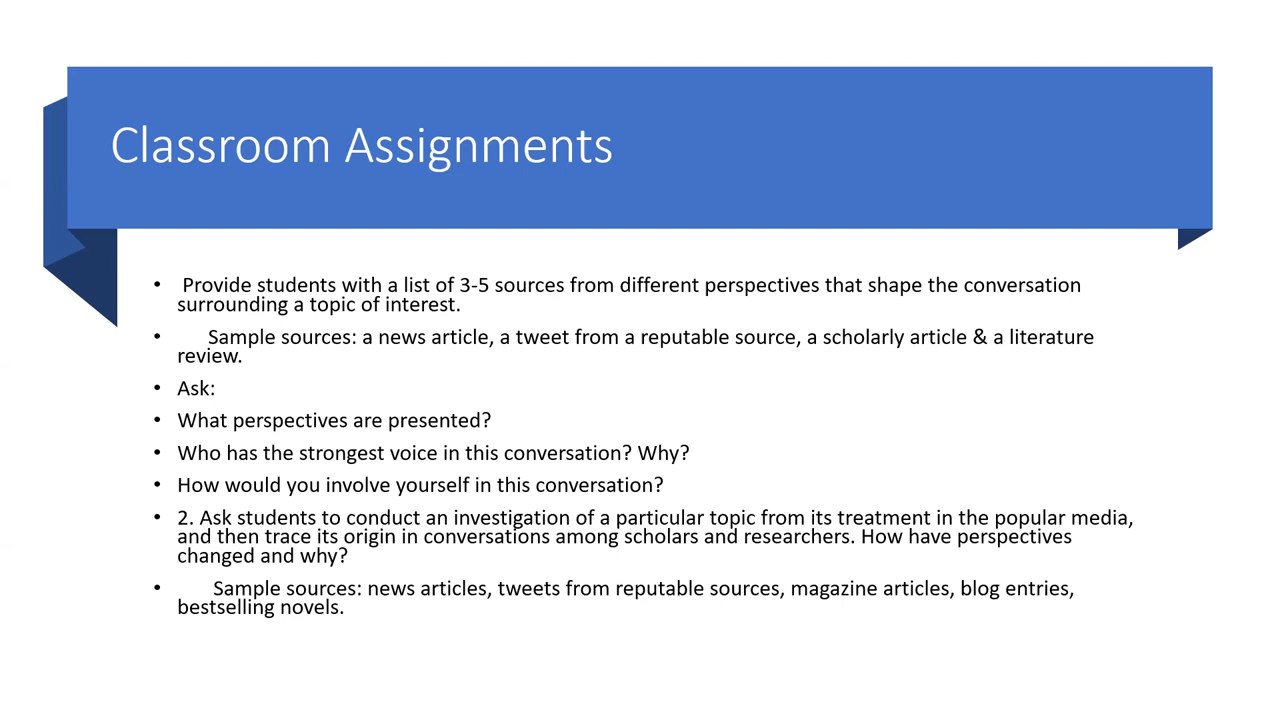 Classroom Assignments
• Provide students with a list of 3-5 sources from different perspectives that shape the conversation
surrounding a topic of interest.
• Sample sources: a news article, a tweet from a reputable source, a scholarly article & a literature
review.
• Ask:
• What perspectives are presented?
• Who has the strongest voice in this conversation? Why?
• How would you involve yourself in this conversation?
• 2. Ask students to conduct an investigation of a particular topic from its treatment in the popular media,
and then trace its origin in conversations among scholars and researchers. How have perspectives
changed and why?
• Sample sources: news articles, tweets from reputable sources, magazine articles, blog entries,
bestselling novels.